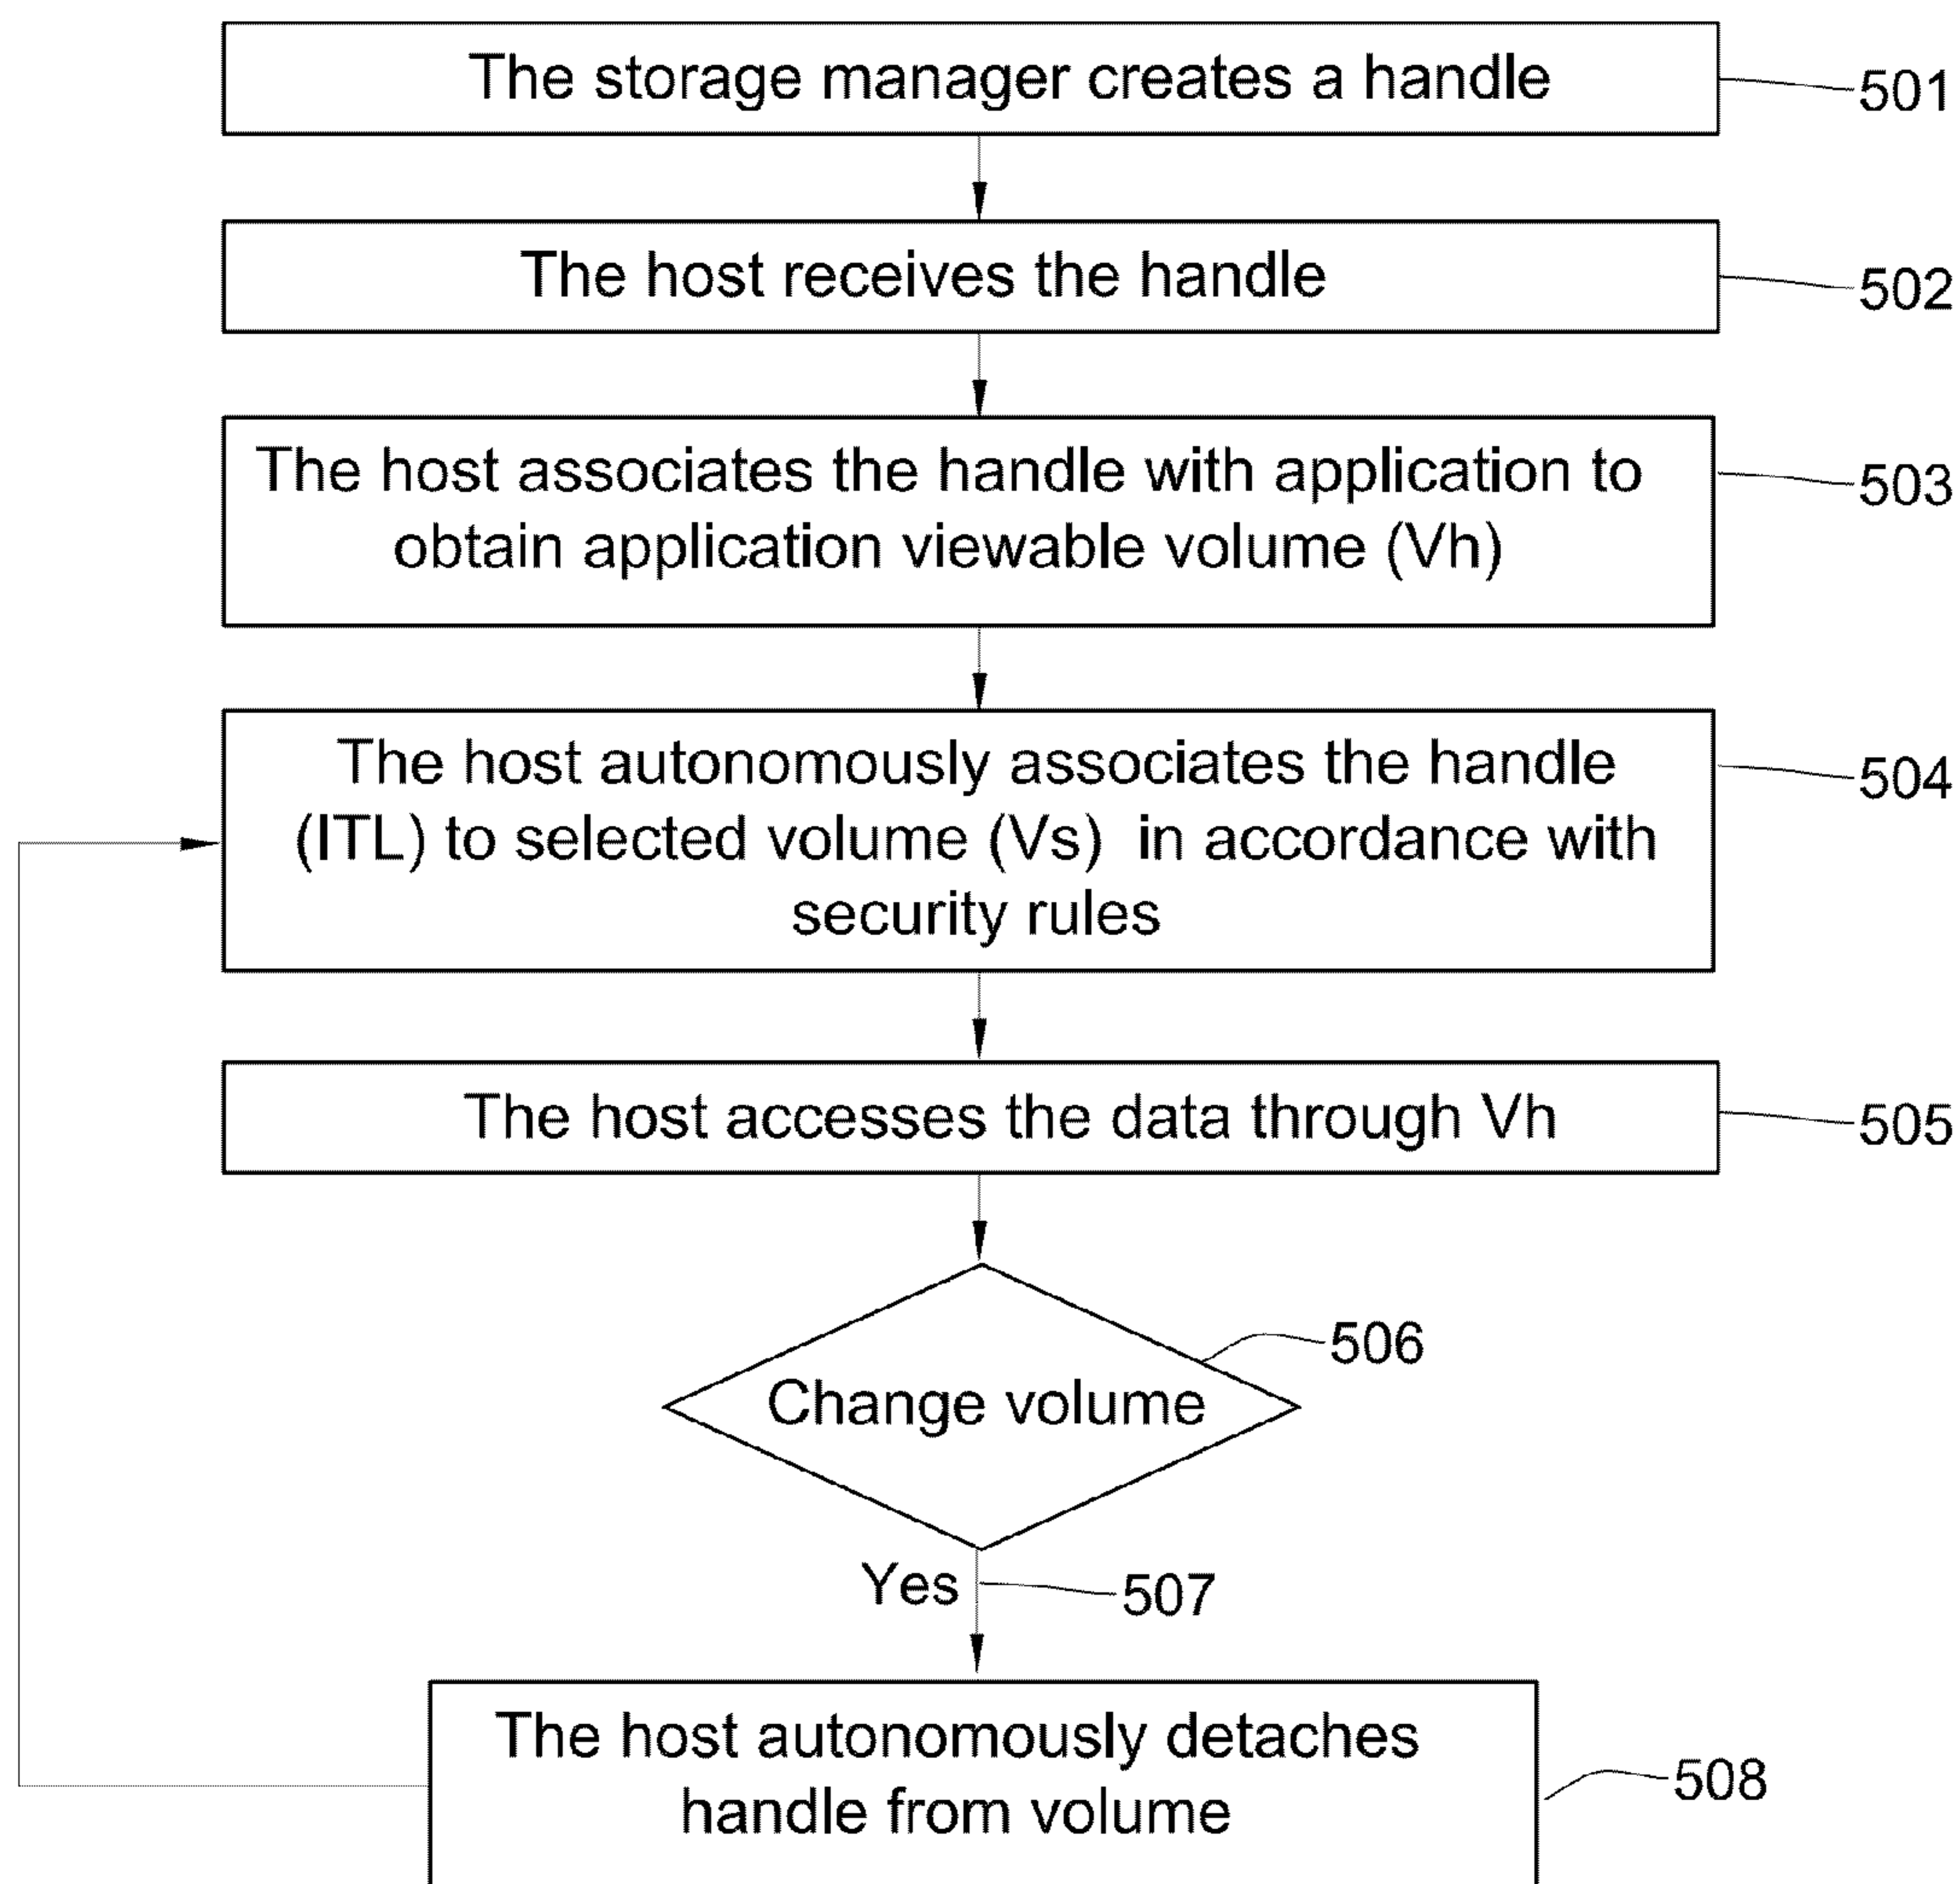 The storage manager creates a handle
501
The host receives the handle
502
The host associates the handle with application to
obtain application viewable volume (Vh)
503
The host autonomously associates the handle
(ITL) to selected volume (Vs) in accordance with
security rules
504
The host accesses the data through Vh
505
506
Change volume
Yes
507
The host autonomously detaches
handle from volume
508